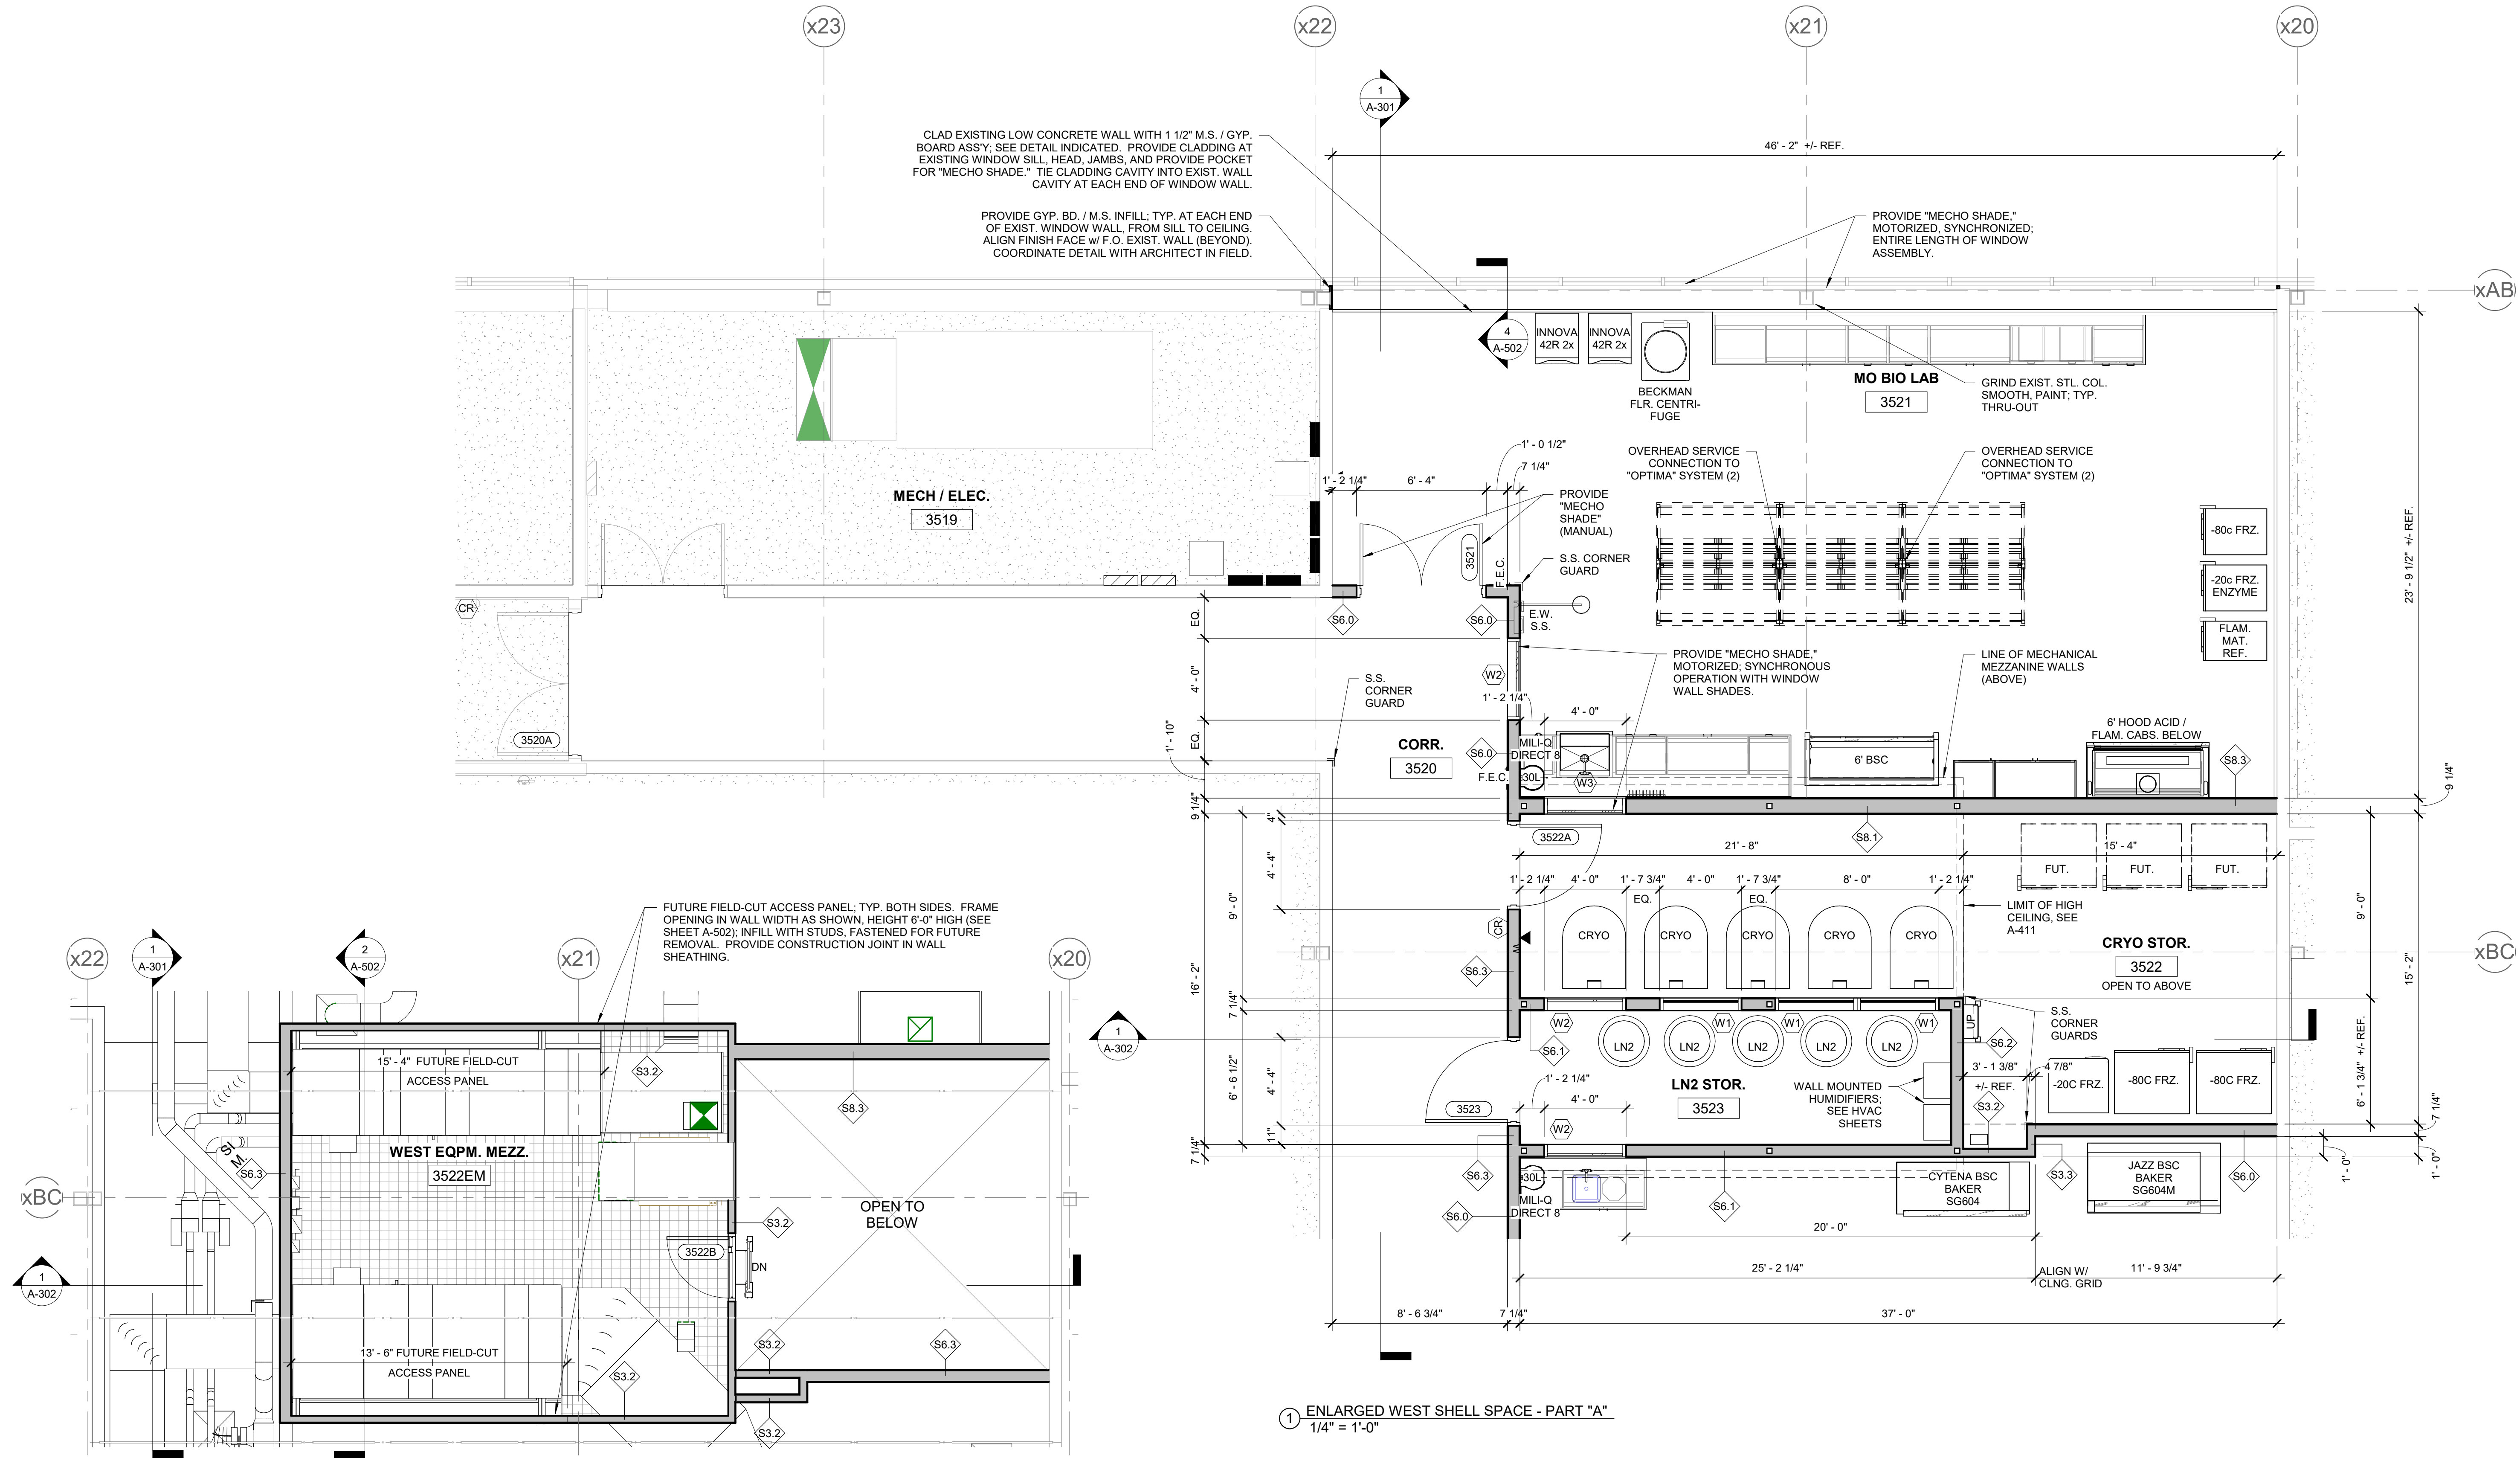 x23
x22
x21
x20
1
A-301
CLAD EXISTING LOW CONCRETE WALL WITH 1 1/2" M.S. / GYP.
BOARD ASS'Y; SEE DETAIL INDICATED. PROVIDE CLADDING AT
EXISTING WINDOW SILL, HEAD, JAMBS, AND PROVIDE POCKET
FOR "MECHO SHADE." TIE CLADDING CAVITY INTO EXIST. WALL
CAVITY AT EACH END OF WINDOW WALL.
46' - 2" +/- REF.
PROVIDE GYP. BD. / M.S. INFILL; TYP. AT EACH END
OF EXIST. WINDOW WALL, FROM SILL TO CEILING.
ALIGN FINISH FACE w/ F.O. EXIST. WALL (BEYOND).
COORDINATE DETAIL WITH ARCHITECT IN FIELD.
PROVIDE "MECHO SHADE,"
MOTORIZED, SYNCHRONIZED;
ENTIRE LENGTH OF WINDOW
ASSEMBLY.
xAB
4
A-502
INNOVA
42R 2x
INNOVA
42R 2x
BECKMAN
FLR. CENTRI-
FUGE
MO BIO LAB
3521
GRIND EXIST. STL. COL.
SMOOTH, PAINT; TYP.
THRU-OUT
1' - 0 1/2"
7 1/4"
1' - 2 1/4"
6' - 4"
OVERHEAD SERVICE
CONNECTION TO
"OPTIMA" SYSTEM (2)
OVERHEAD SERVICE
CONNECTION TO
"OPTIMA" SYSTEM (2)
MECH / ELEC.
3519
PROVIDE
"MECHO
SHADE"
(MANUAL)
3521
F.E.C.
S.S. CORNER
GUARD
-80c FRZ.
-20c FRZ.
ENZYME
FLAM.
MAT.
REF.
23' - 9 1/2" +/- REF.
CR
EQ.
S6.0
S6.0
E.W.
S.S.
4' - 0"
W2
PROVIDE "MECHO SHADE,"
MOTORIZED; SYNCHRONOUS
OPERATION WITH WINDOW
WALL SHADES.
LINE OF MECHANICAL
MEZZANINE WALLS
(ABOVE)
S.S.
CORNER
GUARD
1' - 2 1/4"
4' - 0"
3520A
1' - 10"
EQ.
CORR.
3520
S6.0
F.E.C.
MILI-Q
DIRECT 8
30L
W3
6' BSC
6' HOOD ACID /
FLAM. CABS. BELOW
S8.3
9 1/4"
9 1/4"
4"
3522A
S8.1
21' - 8"
15' - 4"
4' - 4"
FUT.
FUT.
FUT.
1' - 2 1/4"
4' - 0"
1' - 7 3/4"
4' - 0"
1' - 7 3/4"
8' - 0"
1' - 2 1/4"
EQ.
EQ.
9' - 0"
9' - 0"
CR
CRYO
CRYO
CRYO
CRYO
CRYO
LIMIT OF HIGH
CEILING, SEE
A-411
CRYO STOR.
3522
OPEN TO ABOVE
xBC
S6.3
16' - 2"
15' - 2"
7 1/4"
W2
W1
W1
W1
LN2
LN2
LN2
LN2
LN2
S6.1
UP
S6.2
S.S.
CORNER
GUARDS
6' - 6 1/2"
4' - 4"
3' - 1 3/8"
+/- REF.
4 7/8"
-20C FRZ.
-80C FRZ.
-80C FRZ.
6' - 1 3/4" +/- REF.
7 1/4"
LN2 STOR.
3523
1' - 2 1/4"
4' - 0"
WALL MOUNTED
HUMIDIFIERS;
SEE HVAC
SHEETS
S3.2
3523
W2
11"
7 1/4"
S6.3
S6.0
30L
MILI-Q
DIRECT 8
S6.1
CYTENA BSC
BAKER
SG604
S3.3
JAZZ BSC
BAKER
SG604M
S6.0
1' - 0"
1' - 0"
20' - 0"
25' - 2 1/4"
ALIGN W/
CLNG. GRID
11' - 9 3/4"
8' - 6 3/4"
7 1/4"
37' - 0"
1
ENLARGED WEST SHELL SPACE - PART "A"
1/4" = 1'-0"
FUTURE FIELD-CUT ACCESS PANEL; TYP. BOTH SIDES. FRAME
OPENING IN WALL WIDTH AS SHOWN, HEIGHT 6'-0" HIGH (SEE
SHEET A-502); INFILL WITH STUDS, FASTENED FOR FUTURE
REMOVAL. PROVIDE CONSTRUCTION JOINT IN WALL
SHEATHING.
x22
1
A-301
2
A-502
x21
x20
1
A-302
15' - 4" FUTURE FIELD-CUT
ACCESS PANEL
S3.2
S8.3
SI
M.
S6.3
WEST EQPM. MEZZ.
3522EM
xBC
S3.2
OPEN TO
BELOW
3522B
DN
1
A-302
13' - 6" FUTURE FIELD-CUT
ACCESS PANEL
S3.2
S3.2
S6.3
S3.2